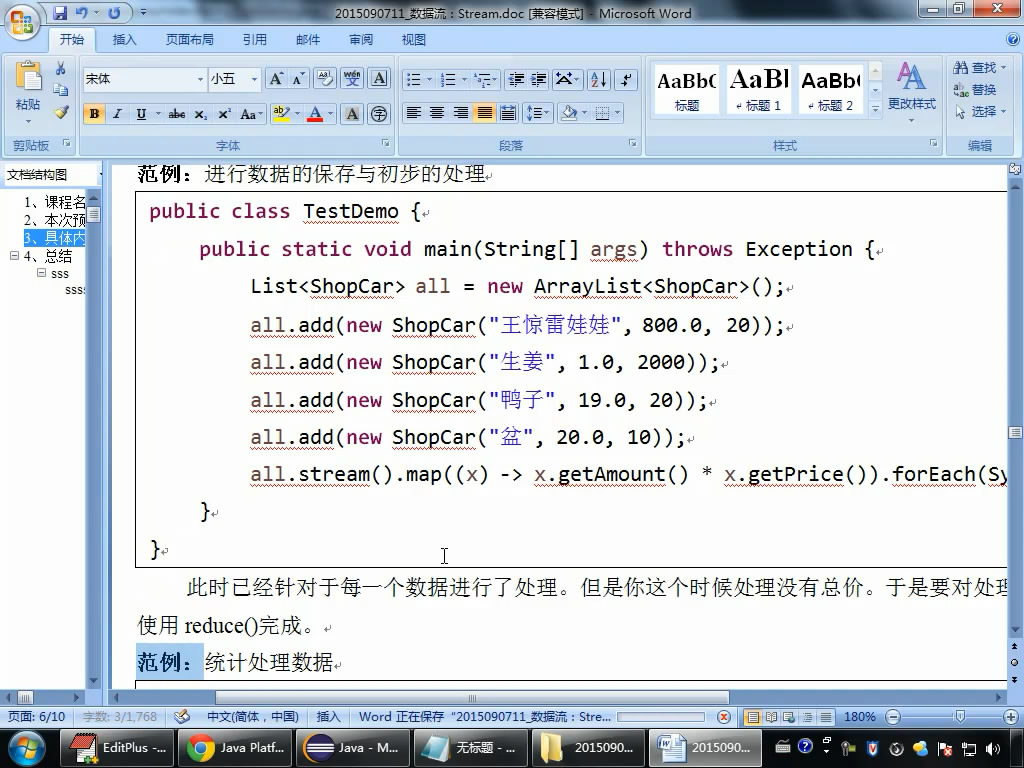 2015090711_数据流：Stream.doc [兼容模式] - Microsoft Word
开始 插入 页面布局 引用 邮件 审阅 视图
宋体 小五
粘贴
剪贴板 字体 段落 样式 编辑
AaBbC AaBl AaBb
标题 标题 1 标题 2 更改样式
查找
替换
选择
文档结构图
1、课程名
2、本次预
3、具体内
4、总结
sss
ssss
范例：进行数据的保存与初步的处理
public class TestDemo {
public static void main(String[] args) throws Exception {
List<ShopCar> all = new ArrayList<ShopCar>();
all.add(new ShopCar("王惊雷娃娃", 800.0, 20));
all.add(new ShopCar("生姜", 1.0, 2000));
all.add(new ShopCar("鸭子", 19.0, 20));
all.add(new ShopCar("盆", 20.0, 10));
all.stream().map((x) -> x.getAmount() * x.getPrice()).forEach(Sy
}
}
此时已经针对于每一个数据进行了处理。但是你这个时候处理没有总价。于是要对处理
使用 reduce()完成。
范例：统计处理数据
页面: 6/10 字数: 3/1,768 中文(简体，中国) 插入 Word 正在保存 "2015090711_数据流：Stre... 180%
EditPlus -... Java Platf... Java - M... 无标题 - ... 2015090... 2015090...